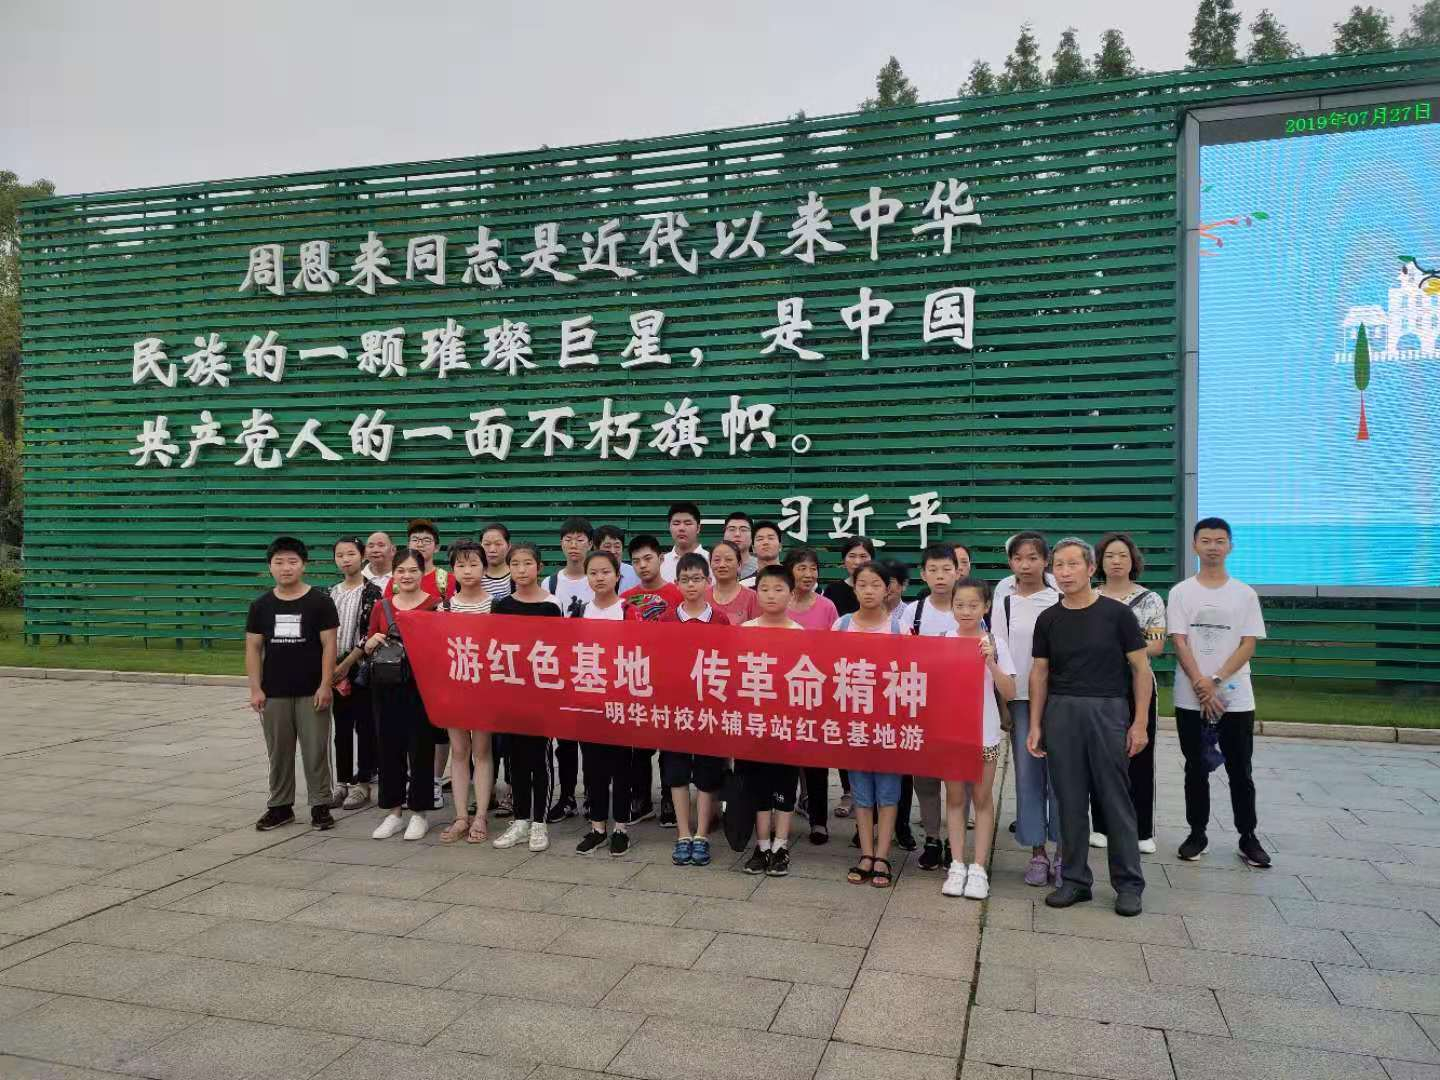 2019年07月27日
周恩来同志是近代以来中华
民族的一颗璀璨巨星，是中国
共产党人的一面不朽旗帜。
——习近平
游红色基地 传革命精神
——明华村校外辅导站红色基地游